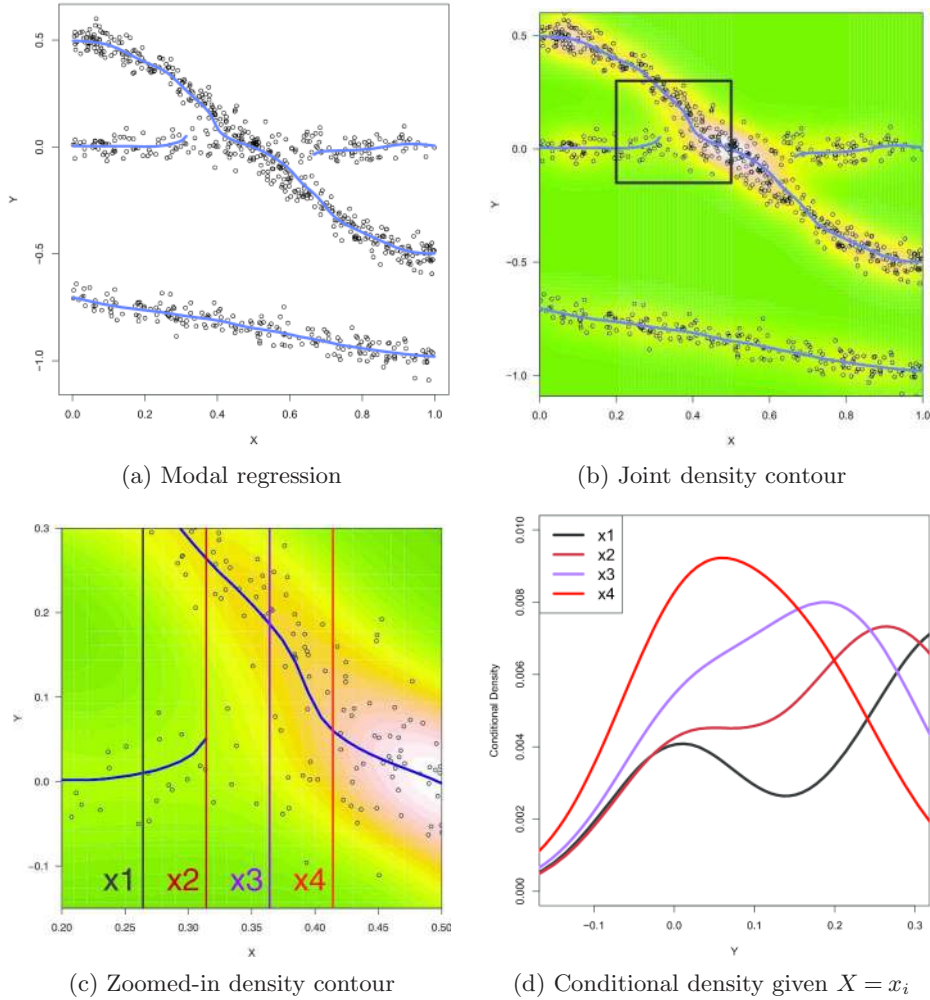 0.5
0.0
−0.5
−1.0
Y
0.0 0.2 0.4 0.6 0.8 1.0
X
(a) Modal regression
0.5
0.0
−0.5
−1.0
Y
0.0 0.2 0.4 0.6 0.8 1.0
X
(b) Joint density contour
0.3
0.2
0.1
0.0
−0.1
Y
x1 x2 x3 x4
0.20 0.25 0.30 0.35 0.40 0.45 0.50
X
(c) Zoomed-in density contour
x1
x2
x3
x4
0.010
0.008
0.006
0.004
0.002
0.000
Conditional Density
−0.1 0.0 0.1 0.2 0.3
Y
(d) Conditional density given X = xi